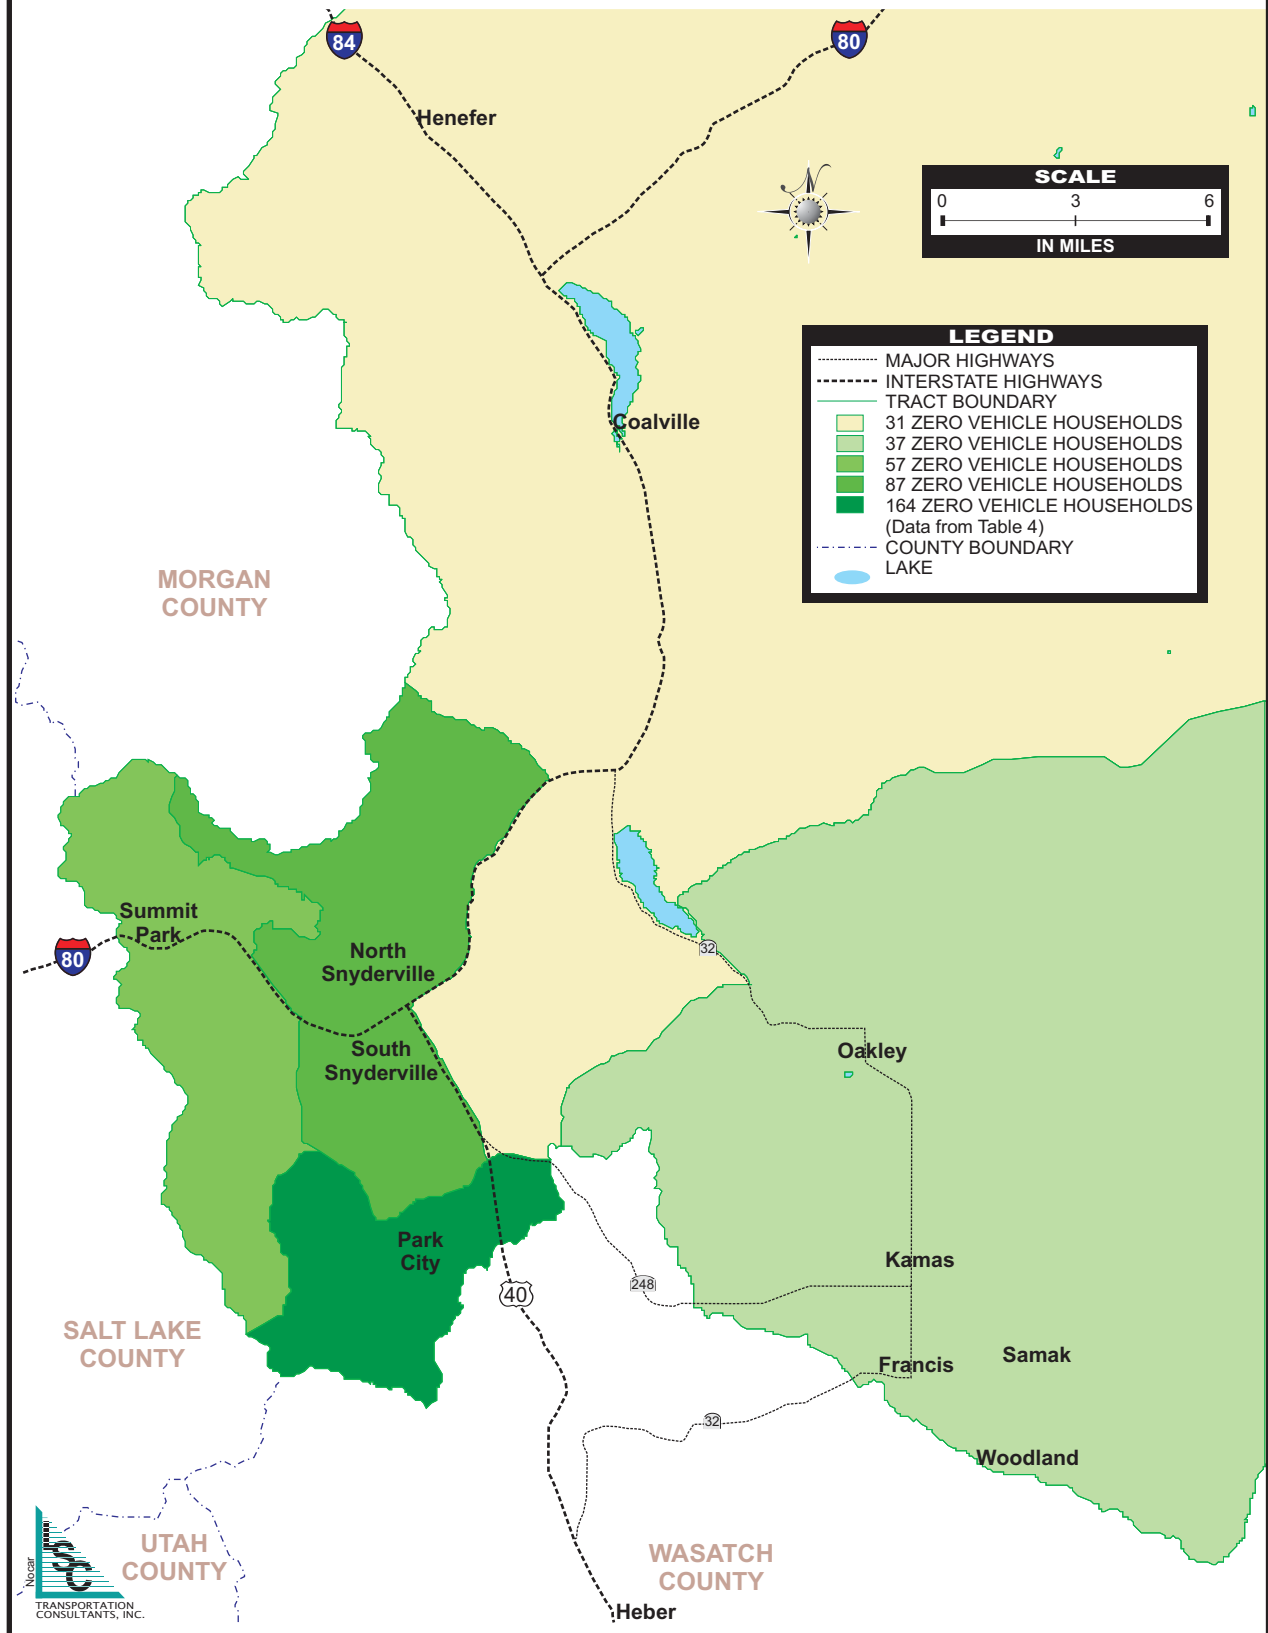 84
80
Henefer
N
SCALE
0 3 6
IN MILES
LEGEND
MAJOR HIGHWAYS
INTERSTATE HIGHWAYS
TRACT BOUNDARY
31 ZERO VEHICLE HOUSEHOLDS
37 ZERO VEHICLE HOUSEHOLDS
57 ZERO VEHICLE HOUSEHOLDS
87 ZERO VEHICLE HOUSEHOLDS
164 ZERO VEHICLE HOUSEHOLDS
(Data from Table 4)
COUNTY BOUNDARY
LAKE
Coalville
MORGAN
COUNTY
Summit
Park
80
North
Snyderville
32
South
Snyderville
Oakley
Park
City
Kamas
248
40
SALT LAKE
COUNTY
Francis
Samak
32
Woodland
UTAH
COUNTY
WASATCH
COUNTY
Heber
Nocar
LSC
TRANSPORTATION
CONSULTANTS, INC.